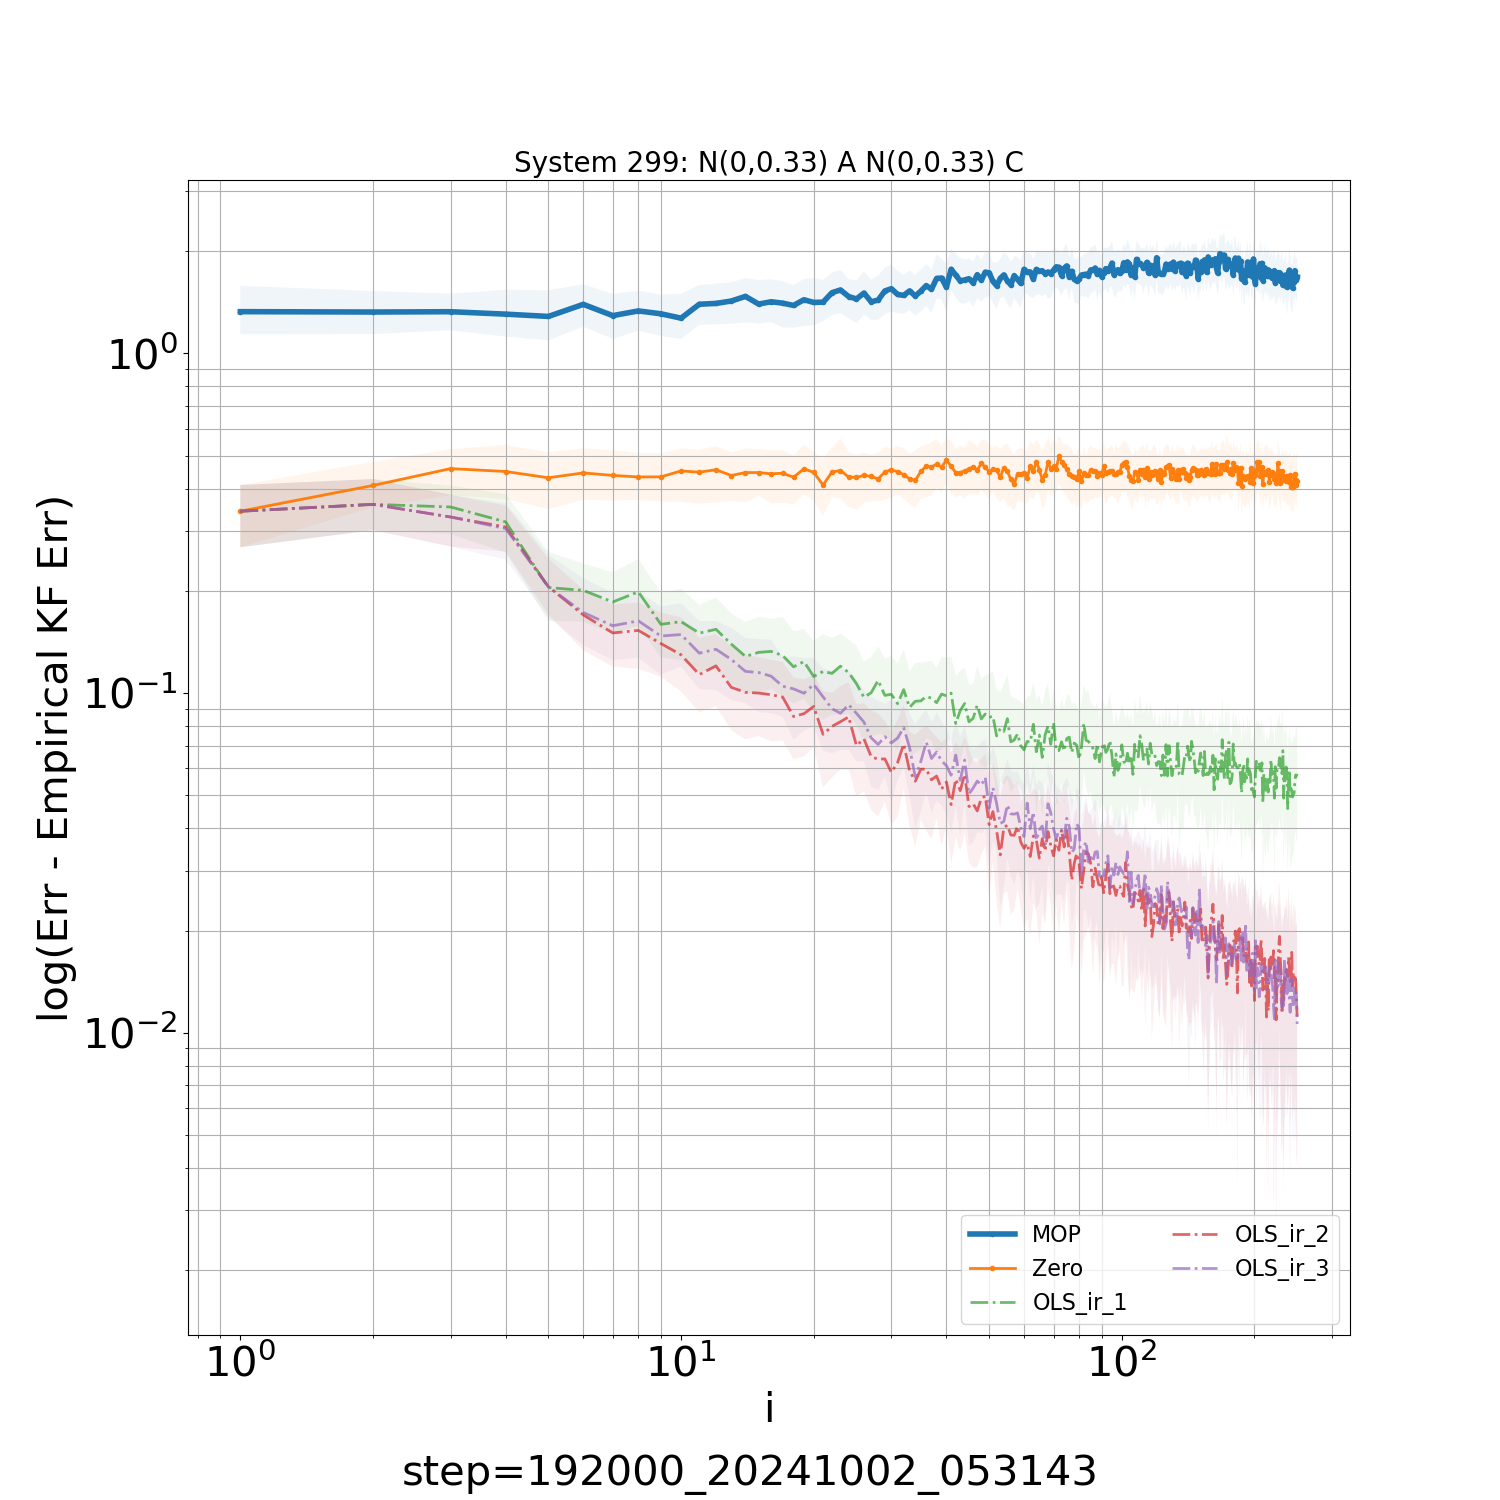 System 299: N(0,0.33) A N(0,0.33) C
log(Err - Empirical KF Err)
10⁰
10⁻¹
10⁻²
MOP
Zero
OLS_ir_1
OLS_ir_2
OLS_ir_3
10⁰ 10¹ 10²
i
step=192000_20241002_053143